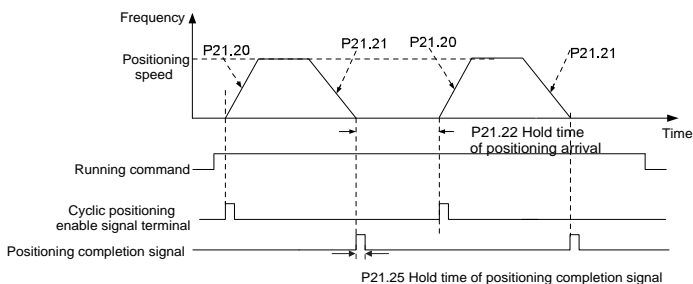 Frequency
P21.20
P21.21
P21.20
P21.21
Positioning
speed
P21.22 Hold time
of positioning arrival
Time
Running command
Cyclic positioning
enable signal terminal
Positioning completion signal
P21.25 Hold time of positioning completion signal